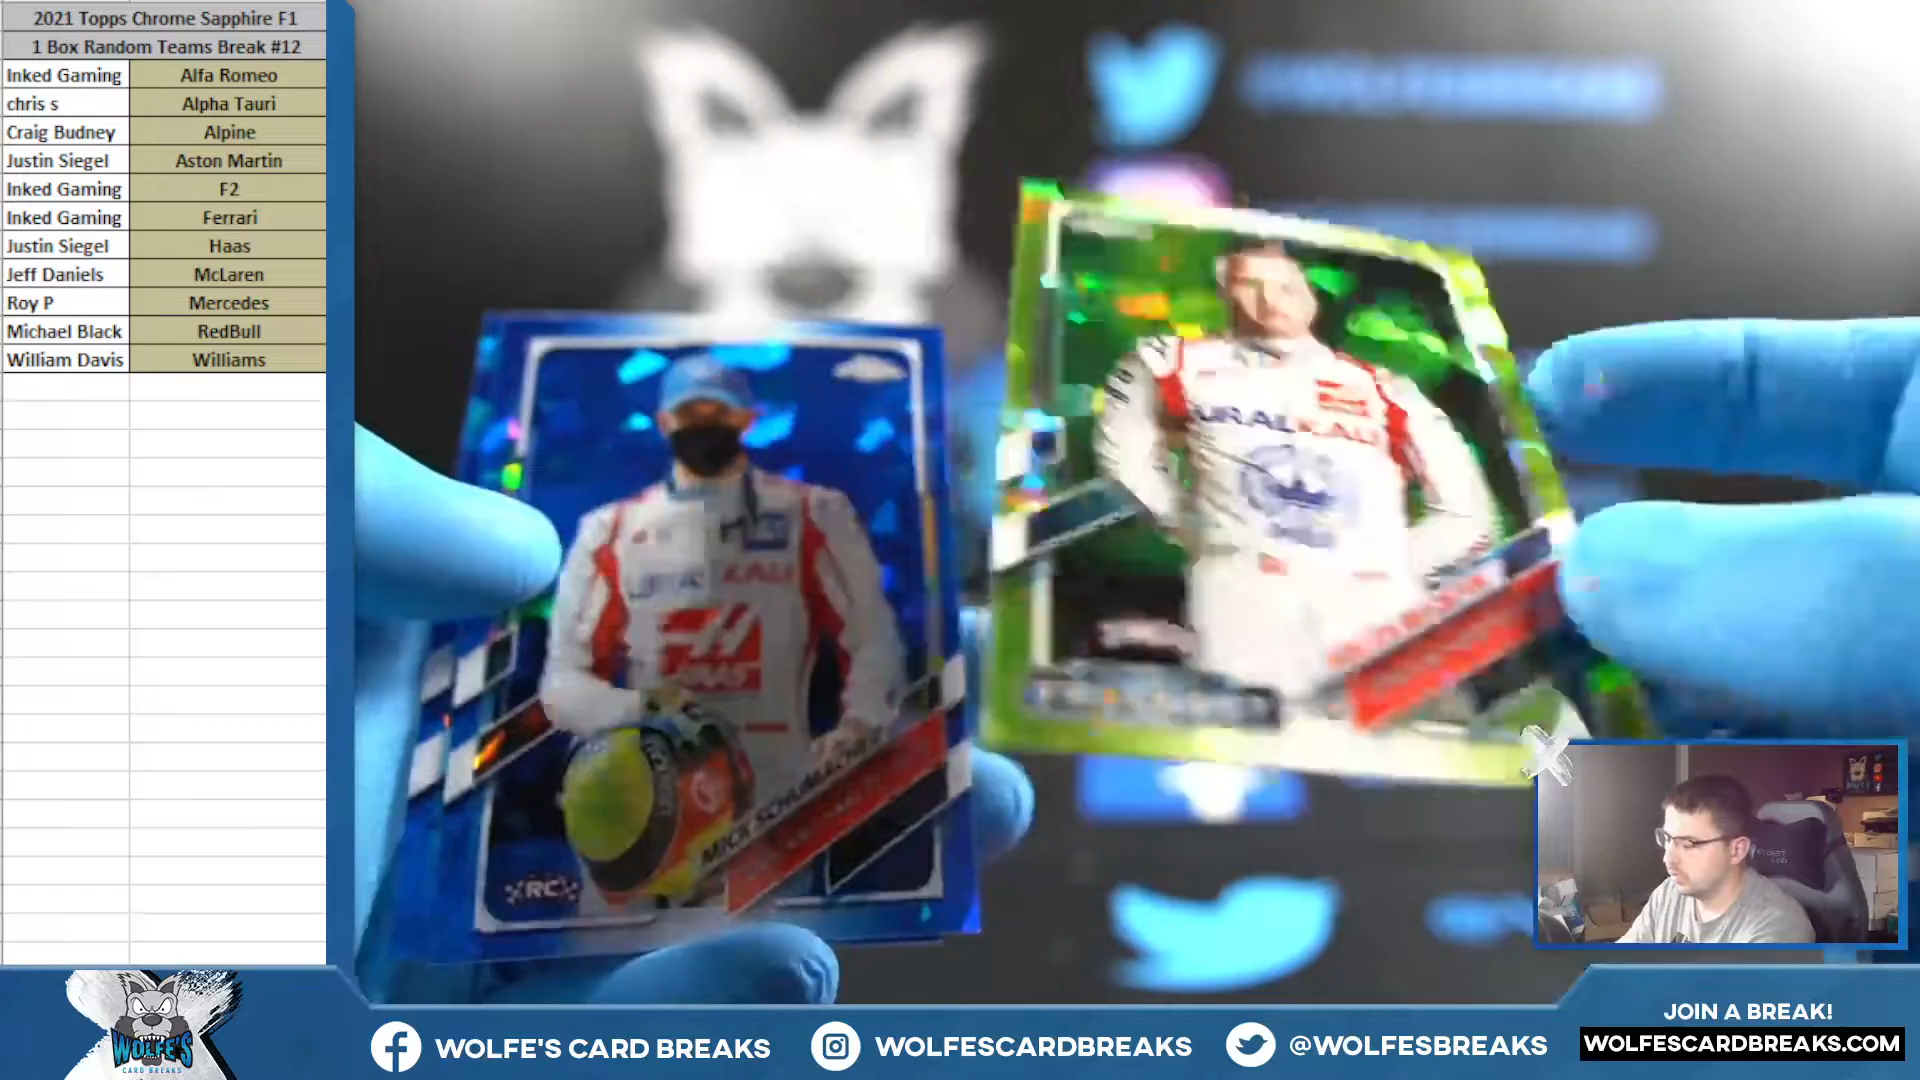 2021 Topps Chrome Sapphire F1
1 Box Random Teams Break #12
Inked Gaming Alfa Romeo
chris s Alpha Tauri
Craig Budney Alpine
Justin Siegel Aston Martin
Inked Gaming F2
Inked Gaming Ferrari
Justin Siegel Haas
Jeff Daniels McLaren
Roy P Mercedes
Michael Black RedBull
William Davis Williams
URALKALI
URALKALI
HAAS
MICK SCHUMACHER
RC
WOLFE'S
CARD BREAKS
WOLFE'S CARD BREAKS
WOLFESCARDBREAKS
@WOLFESBREAKS
JOIN A BREAK!
WOLFESCARDBREAKS.COM